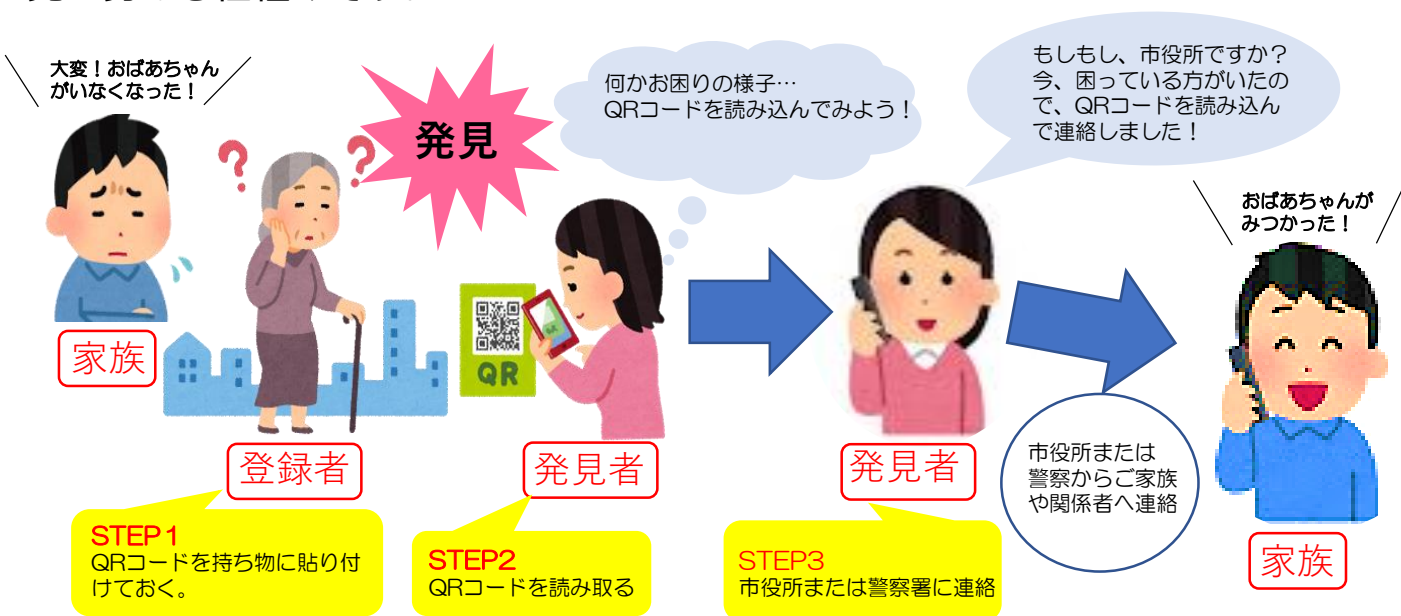 大変！おばあちゃん
がいなくなった！
発見
何かお困りの様子…
QRコードを読み込んでみよう！
もしもし、市役所ですか？
今、困っている方がいたの
で、QRコードを読み込ん
で連絡しました！
おばあちゃんが
みつかった！
QR
家族
登録者
発見者
発見者
市役所または
警察からご家族
や関係者へ連絡
家族
STEP1
QRコードを持ち物に貼り付
けておく。
STEP2
QRコードを読み取る
STEP3
市役所または警察署に連絡